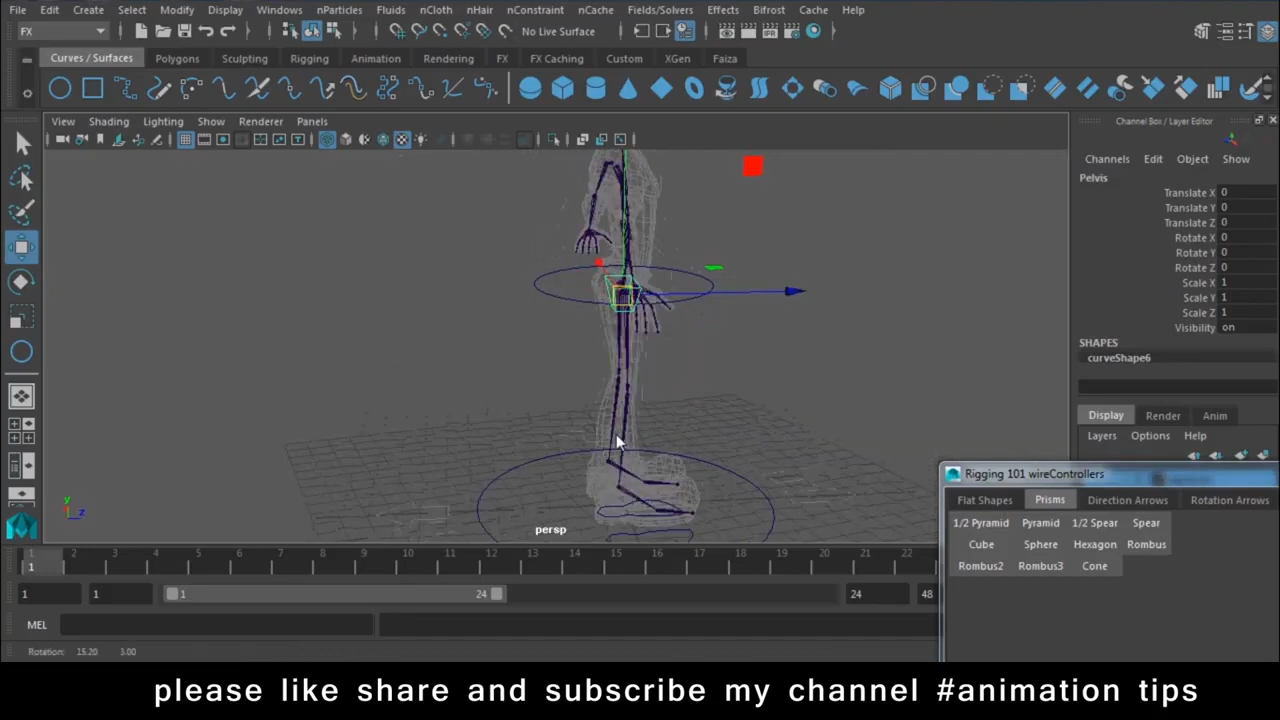 File Edit Create Select Modify Display Windows nParticles Fluids nCloth nHair nConstraint nCache Fields/Solvers Effects Bifrost Cache Help
FX No Live Surface
Curves / Surfaces Polygons Sculpting Rigging Animation Rendering FX FX Caching Custom XGen Faiza
View Shading Lighting Show Renderer Panels
Channel Box / Layer Editor
Channels Edit Object Show
Pelvis
Translate X 0
Translate Y 0
Translate Z 0
Rotate X 0
Rotate Y 0
Rotate Z 0
Scale X 1
Scale Y 1
Scale Z 1
Visibility on
SHAPES
curveShape6
Display Render Anim
Layers Options Help
Rigging 101 wireControllers
Flat Shapes Prisms Direction Arrows Rotation Arrows
1/2 Pyramid Pyramid 1/2 Spear Spear
Cube Sphere Hexagon Rombus
Rombus2 Rombus3 Cone
y
z
persp
1 2 3 4 5 6 7 8 9 10 11 12 13 14 15 16 17 18 19 20 21 22
1
1 1 1 24 24 48
MEL
Rotation: 15.20 3.00
please like share and subscribe my channel #animation tips